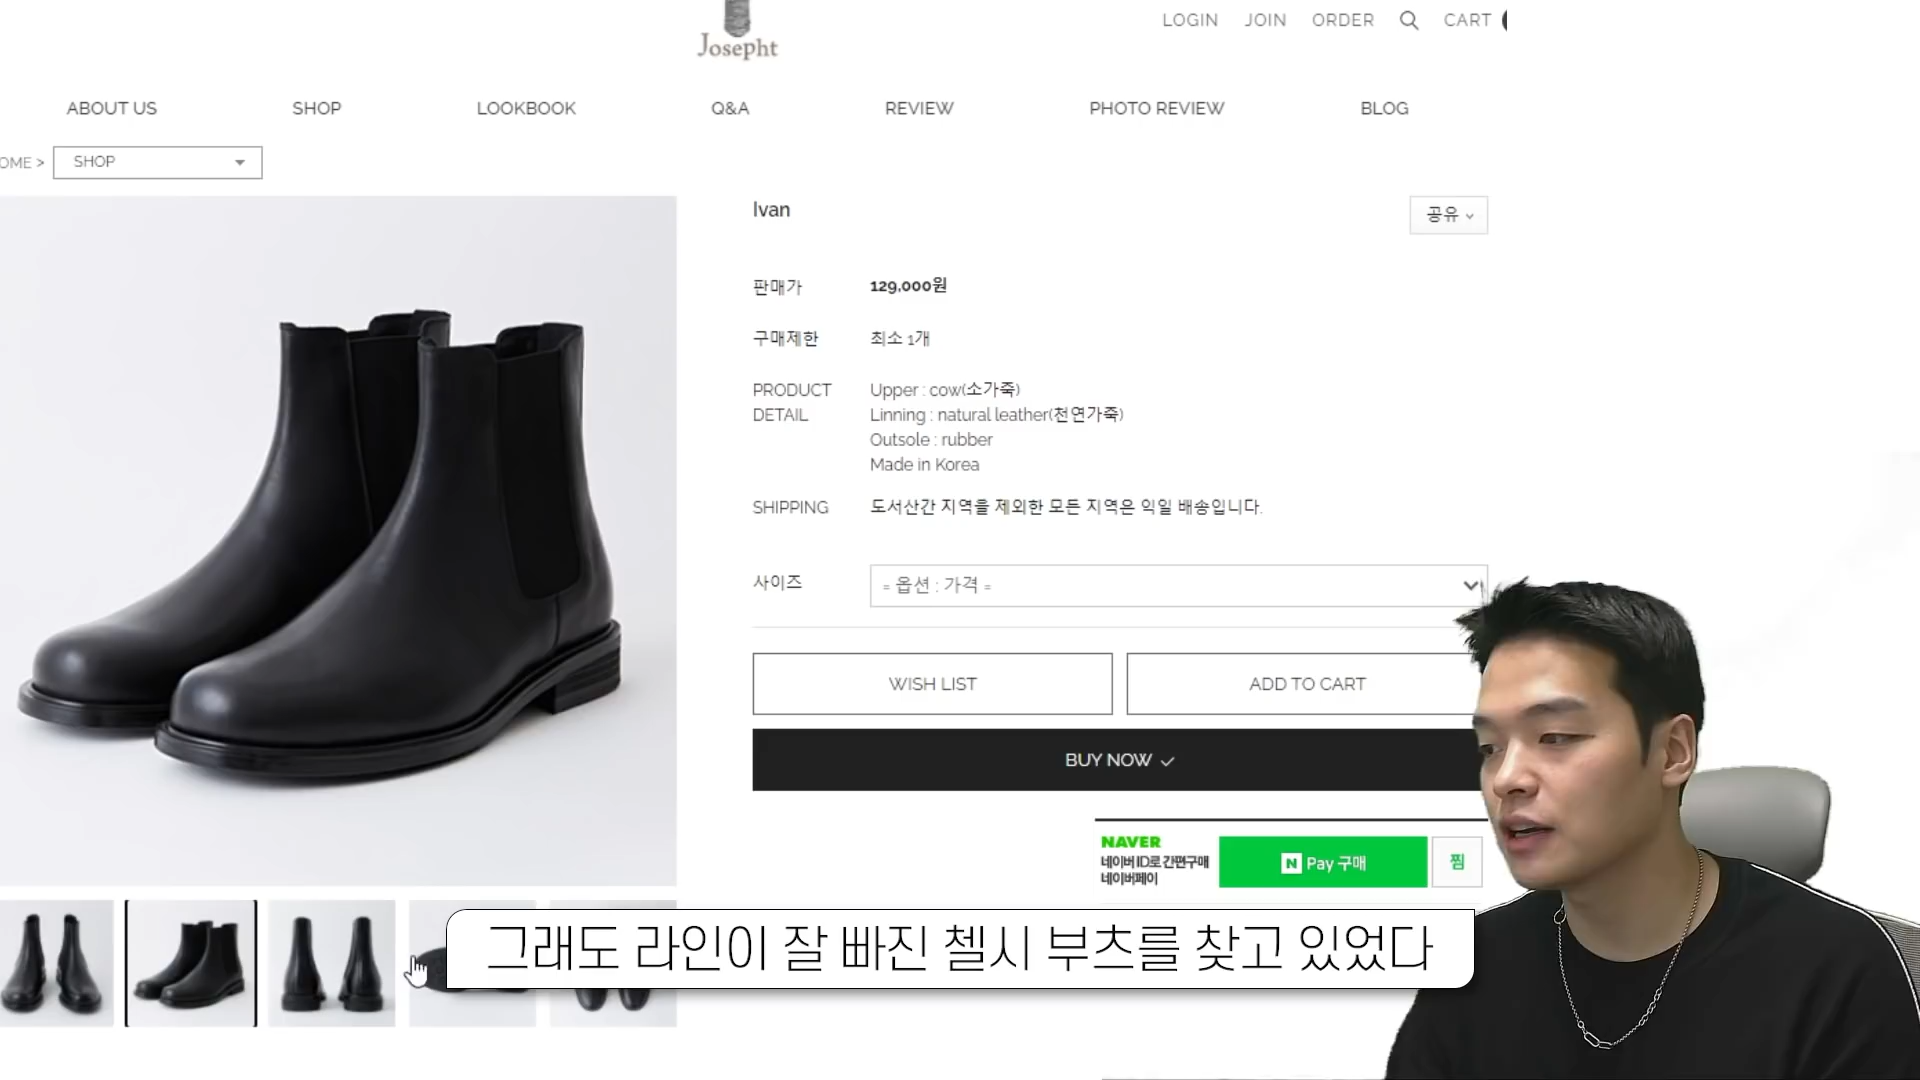 Josepht
LOGIN JOIN ORDER CART
ABOUT US SHOP LOOKBOOK Q&A REVIEW PHOTO REVIEW BLOG
OME > SHOP
Ivan
공유
판매가 129,000원
구매제한 최소 1개
PRODUCT DETAIL
Upper : cow(소가죽)
Linning : natural leather(천연가죽)
Outsole : rubber
Made in Korea
SHIPPING 도서산간 지역을 제외한 모든 지역은 익일 배송입니다.
사이즈 = 옵션 : 가격 =
WISH LIST ADD TO CART
BUY NOW
NAVER
네이버 ID로 간편구매
네이버페이
N Pay 구매
찜
그래도 라인이 잘 빠진 첼시 부츠를 찾고 있었다